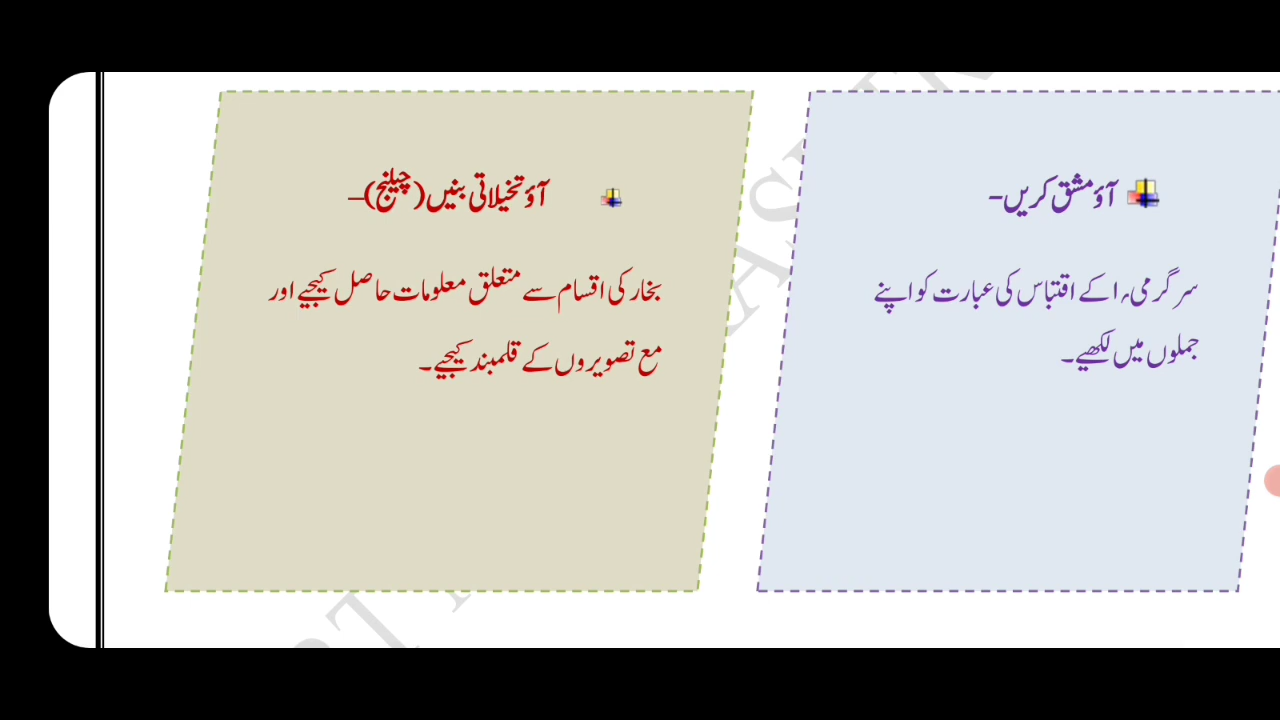 آؤ مشق کریں-
سرگرمی؍ ا کے اقتباس کی عبارت کو اپنے
جملوں میں لکھیے۔
آؤ تخیلاتی بنیں (چیلنج)–
بخار کی اقسام سے متعلق معلومات حاصل کیجیے اور
مع تصویروں کے قلمبند کیجیے۔